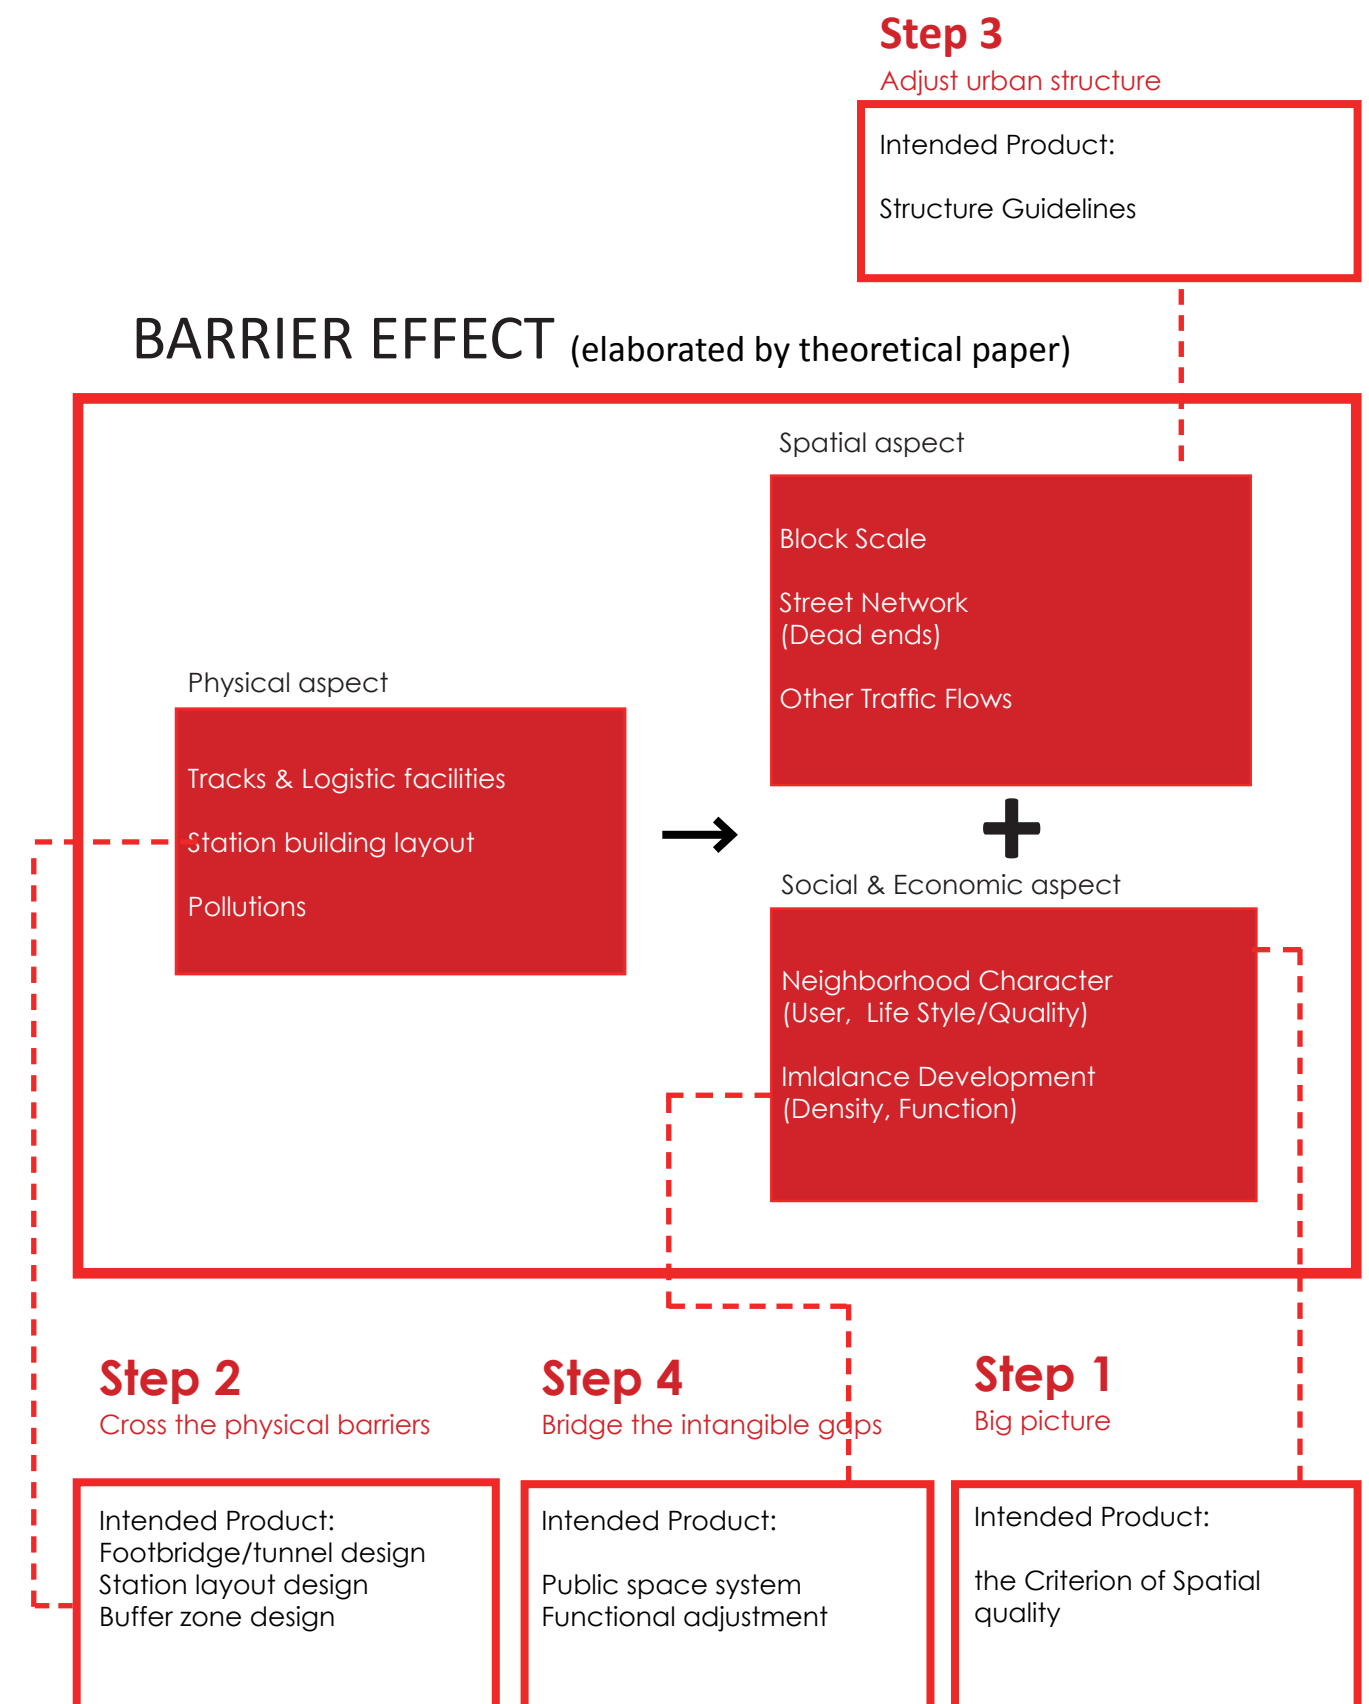 Step 3
Adjust urban structure
Intended Product:
Structure Guidelines
BARRIER EFFECT (elaborated by theoretical paper)
Spatial aspect
Block Scale
Street Network
(Dead ends)
Other Traffic Flows
Physical aspect
Tracks & Logistic facilities
Station building layout
Pollutions
→
+
Social & Economic aspect
Neighborhood Character
(User, Life Style/Quality)
Imlalance Development
(Density, Function)
Step 2
Cross the physical barriers
Intended Product:
Footbridge/tunnel design
Station layout design
Buffer zone design
Step 4
Bridge the intangible gaps
Intended Product:
Public space system
Functional adjustment
Step 1
Big picture
Intended Product:
the Criterion of Spatial
quality